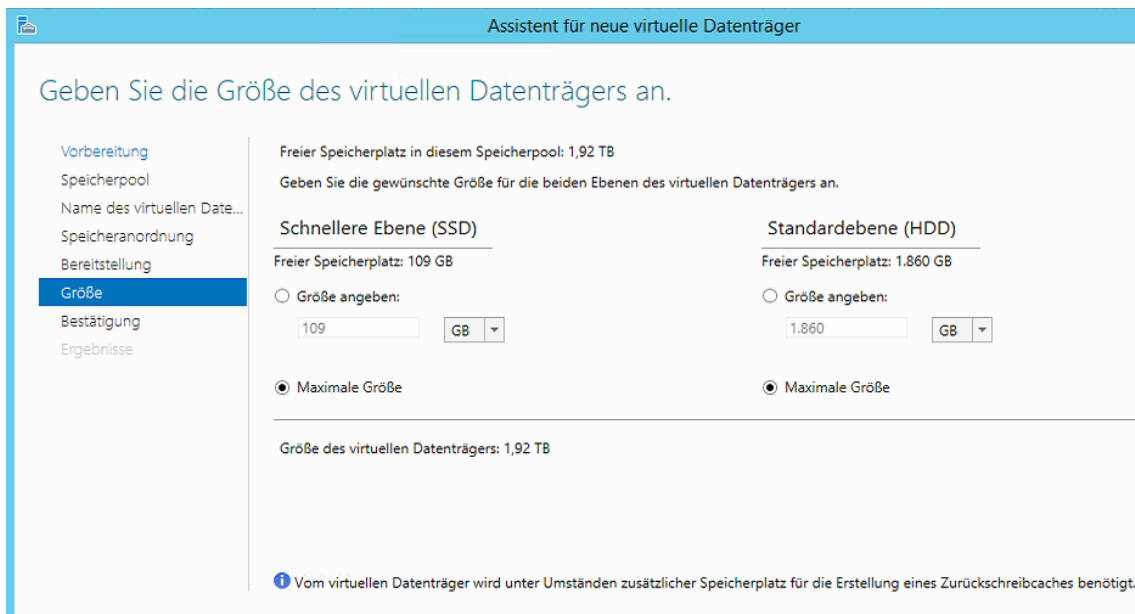 Assistent für neue virtuelle Datenträger
Geben Sie die Größe des virtuellen Datenträgers an.
Vorbereitung
Speicherpool
Name des virtuellen Date...
Speicheranordnung
Bereitstellung
Größe
Bestätigung
Ergebnisse
Freier Speicherplatz in diesem Speicherpool: 1,92 TB
Geben Sie die gewünschte Größe für die beiden Ebenen des virtuellen Datenträgers an.
Schnellere Ebene (SSD)
Freier Speicherplatz: 109 GB
Größe angeben:
109 GB
Maximale Größe
Standardebene (HDD)
Freier Speicherplatz: 1.860 GB
Größe angeben:
1.860 GB
Maximale Größe
Größe des virtuellen Datenträgers: 1,92 TB
Vom virtuellen Datenträger wird unter Umständen zusätzlicher Speicherplatz für die Erstellung eines Zurückschreibcaches benötigt.